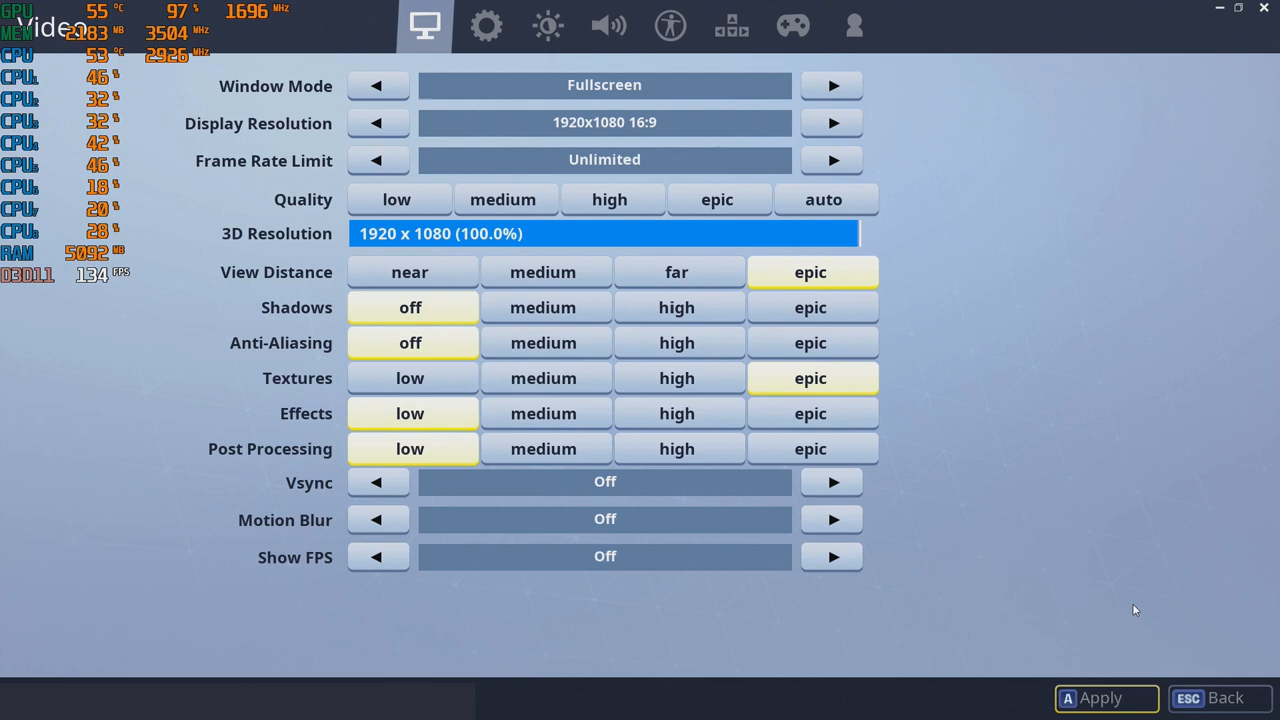 GPU 55 °C 97 % 1696 MHz
Video
MEM 2183 MB 3504 MHz
CPU 53 °C 2926 MHz
CPU1 46 %
CPU2 32 %
CPU3 32 %
CPU4 42 %
CPU5 46 %
CPU6 18 %
CPU7 20 %
CPU8 28 %
RAM 5092 MB
D3D11 134 FPS
Window Mode ◀ Fullscreen ▶
Display Resolution ◀ 1920x1080 16:9 ▶
Frame Rate Limit ◀ Unlimited ▶
Quality low medium high epic auto
3D Resolution 1920 x 1080 (100.0%)
View Distance near medium far epic
Shadows off medium high epic
Anti-Aliasing off medium high epic
Textures low medium high epic
Effects low medium high epic
Post Processing low medium high epic
Vsync ◀ Off ▶
Motion Blur ◀ Off ▶
Show FPS ◀ Off ▶
A Apply ESC Back